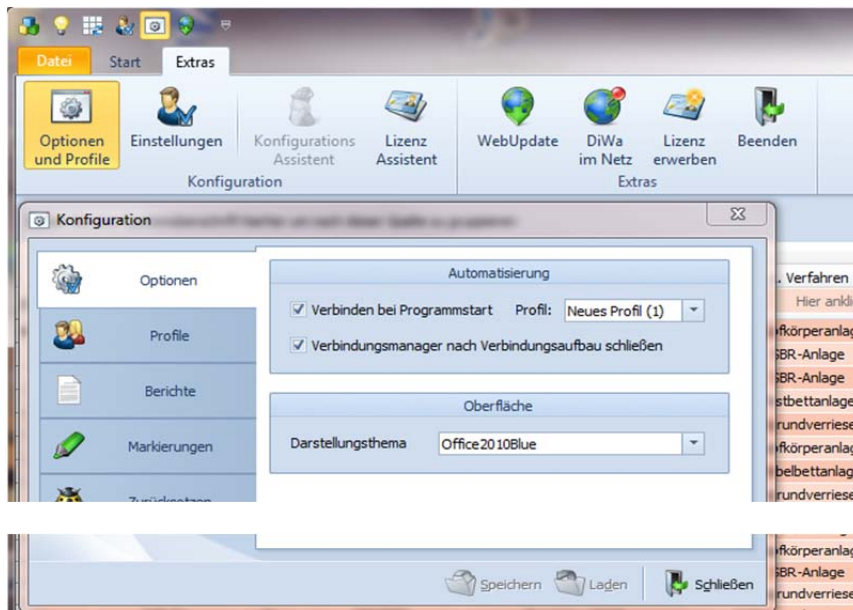 Datei Start Extras
Optionen und Profile
Einstellungen
Konfigurations Assistent
Lizenz Assistent
WebUpdate
DiWa im Netz
Lizenz erwerben
Beenden
Konfiguration
Extras
Konfiguration
Optionen
Profile
Berichte
Markierungen
Automatisierung
Verbinden bei Programmstart Profil: Neues Profil (1)
Verbindungsmanager nach Verbindungsaufbau schließen
Oberfläche
Darstellungsthema Office2010Blue
Speichern Laden Schließen
. Verfahren
Hier ankli
fkörperanlag
SBR-Anlage
SBR-Anlage
stbettanlage
rundverriese
fkörperanlag
belbettanlag
rundverriese
fkörperanlag
SBR-Anlage
rundverriese